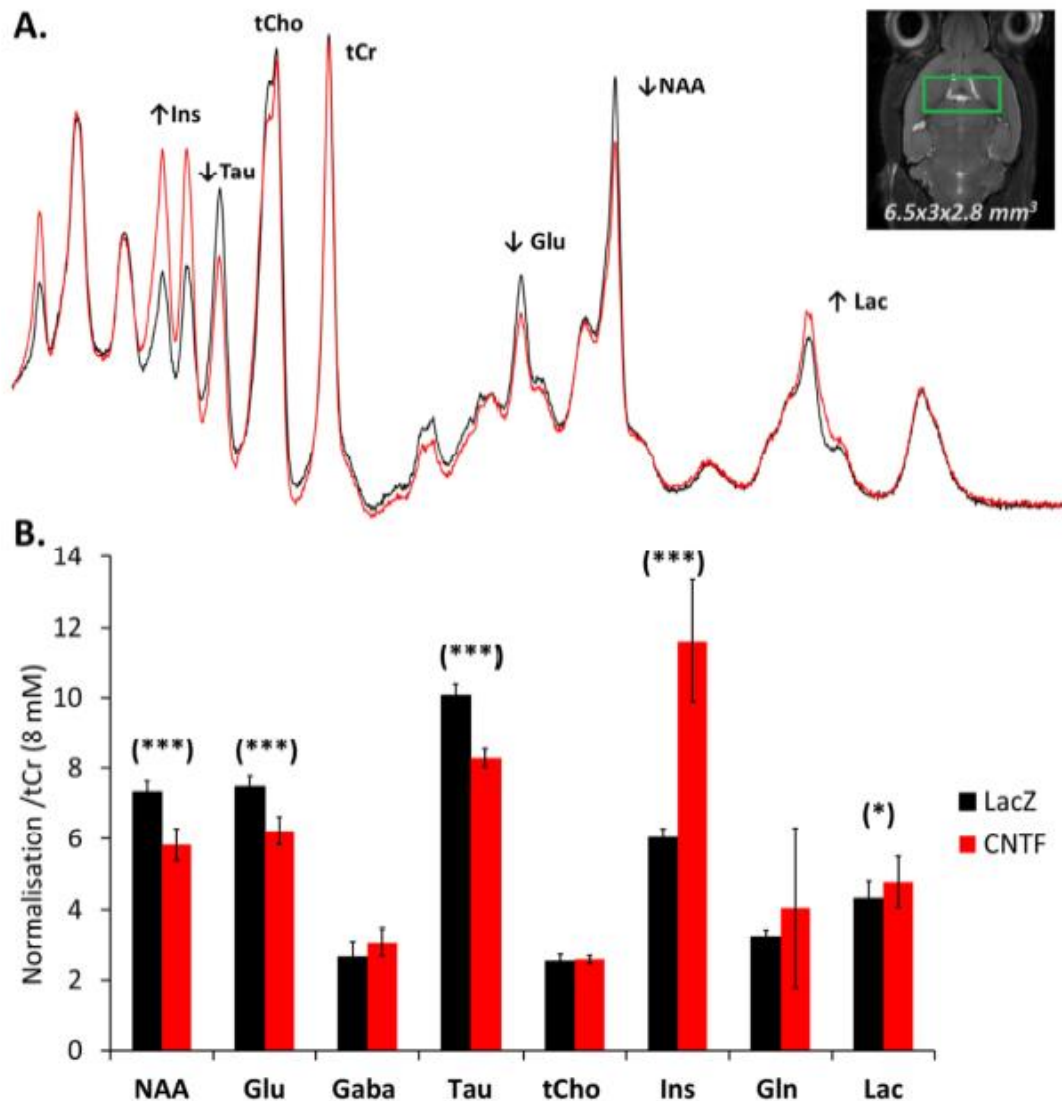 A.
tCho
tCr
↑Ins
↓Tau
↓ Glu
↓NAA
↑ Lac
6.5x3x2.8 mm³
B.
Normalisation /tCr (8 mM)
14
12
10
8
6
4
2
0
(***)
(***)
(***)
(***)
(*)
LacZ
CNTF
NAA Glu Gaba Tau tCho Ins Gln Lac